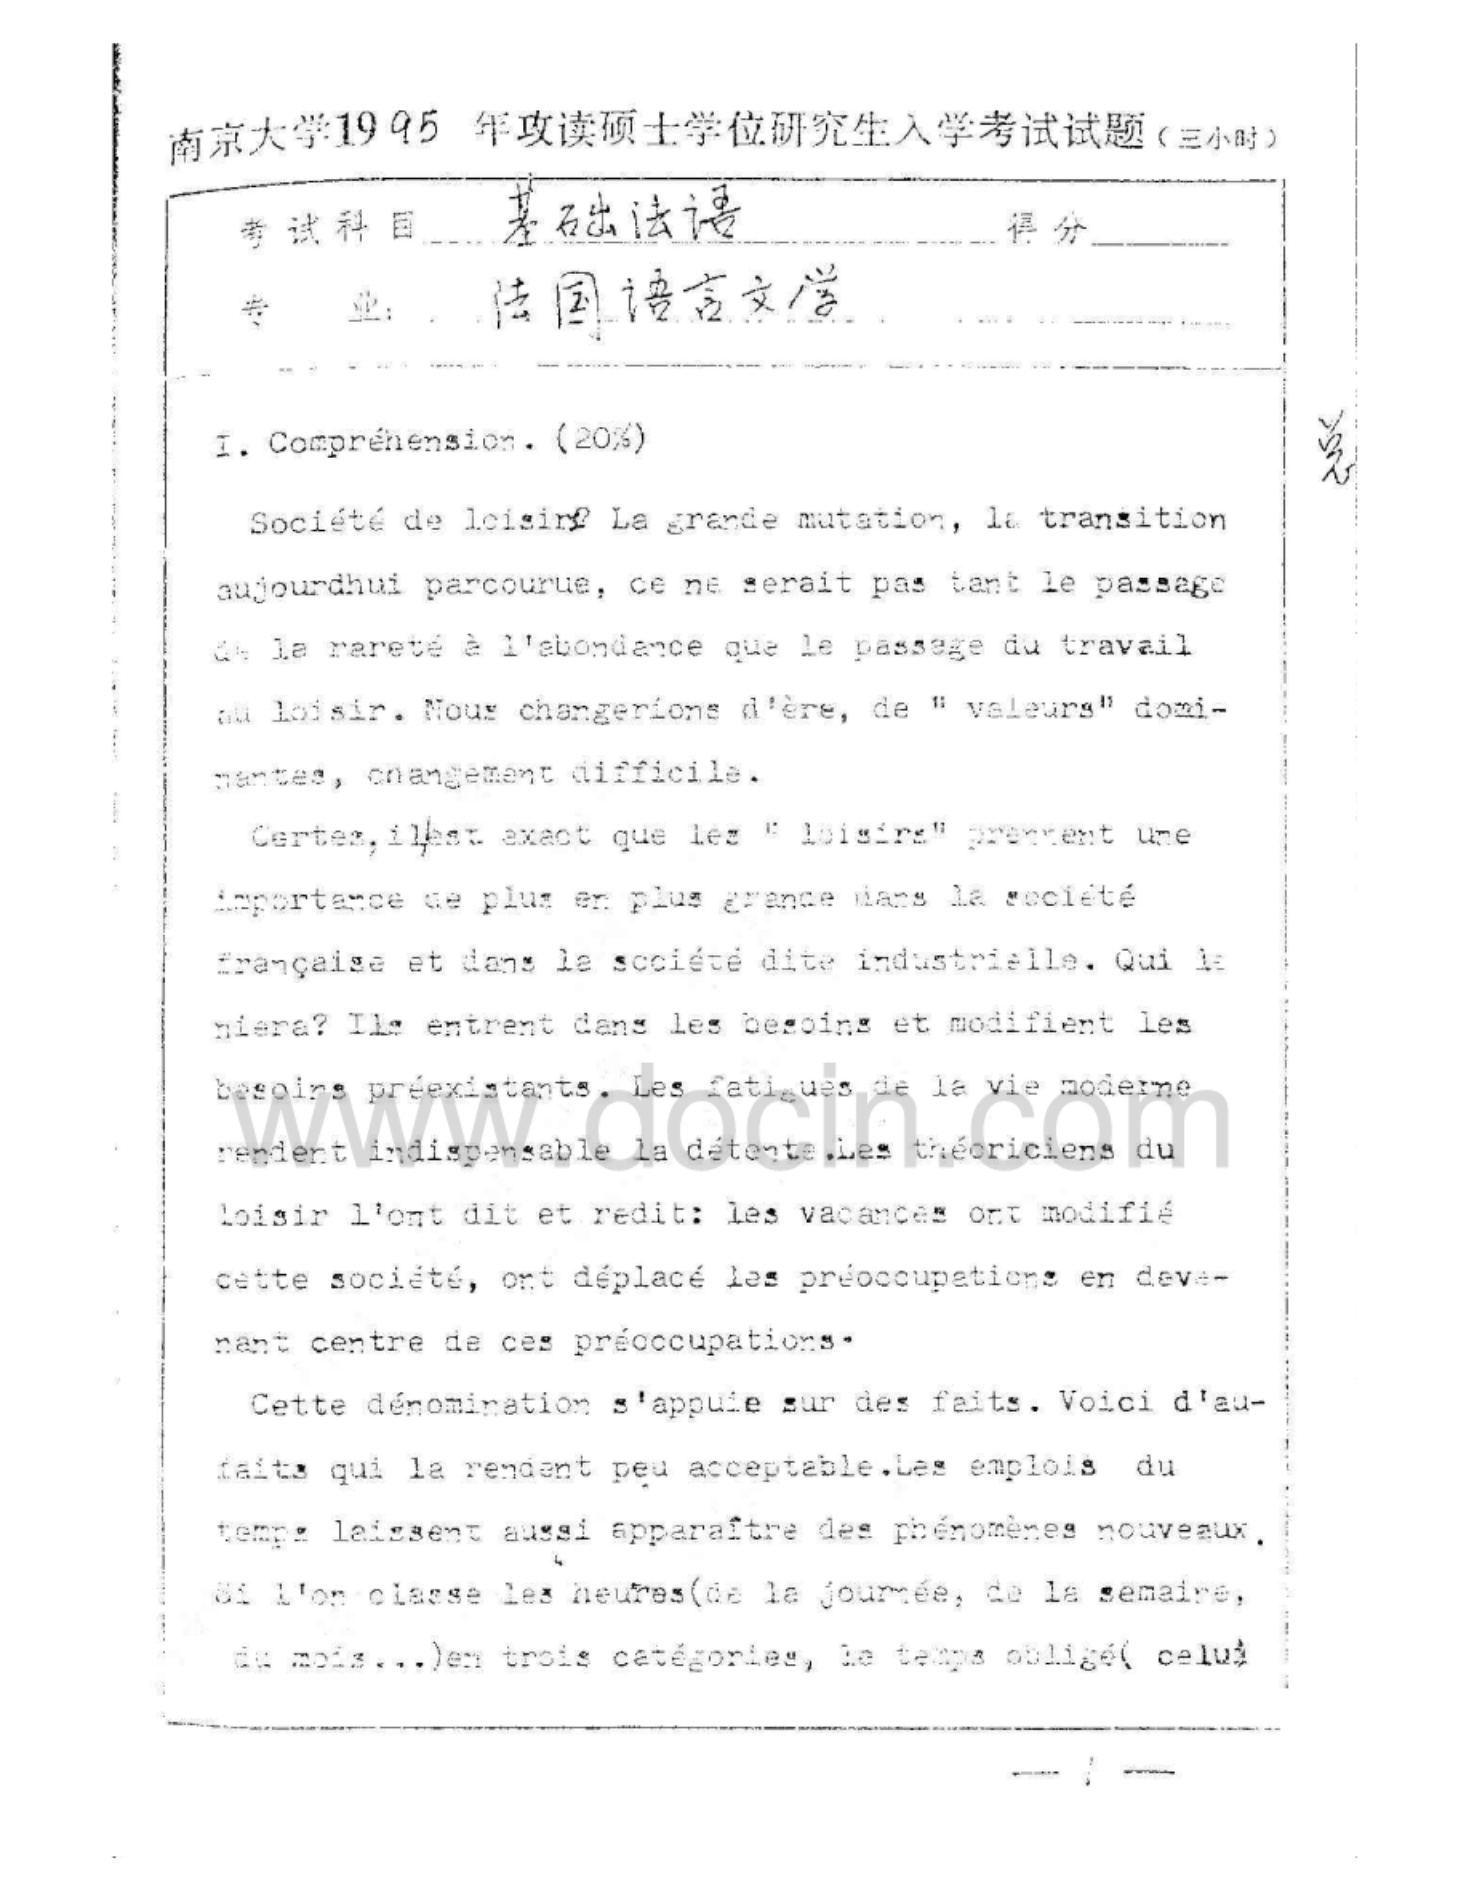 南京大学1995 年攻读硕士学位研究生入学考试试题（三小时）
考试科目 基础法语 得分
专 业: 法国语言文学
I. Compréhension. (20%)
Société de loisirs? La grande mutation, la transition
aujourdhui parcourue, ce ne serait pas tant le passage
de la rareté à l'abondance que le passage du travail
au loisir. Nous changerions d'ère, de " valeurs" domi-
nantes, changement difficile.
Certes, il est exact que les " loisirs" prennent une
importance de plus en plus grande dans la société
française et dans la société dite industrielle. Qui le
niera? Ils entrent dans les besoins et modifient les
besoins préexistants. Les fatigues de la vie moderne
rendent indispensable la détente.Les théoriciens du
loisir l'ont dit et redit: les vacances ont modifié
cette société, ont déplacé les préoccupations en deve-
nant centre de ces préoccupations.
Cette dénomination s'appuie sur des faits. Voici d'au-
faits qui la rendent peu acceptable.Les emplois du
temps laissent aussi apparaître des phénomènes nouveaux.
Si l'on classe les heures(de la journée, de la semaine,
du mois...)en trois catégories, le temps obligé( celui
— 1 —
www.docin.com